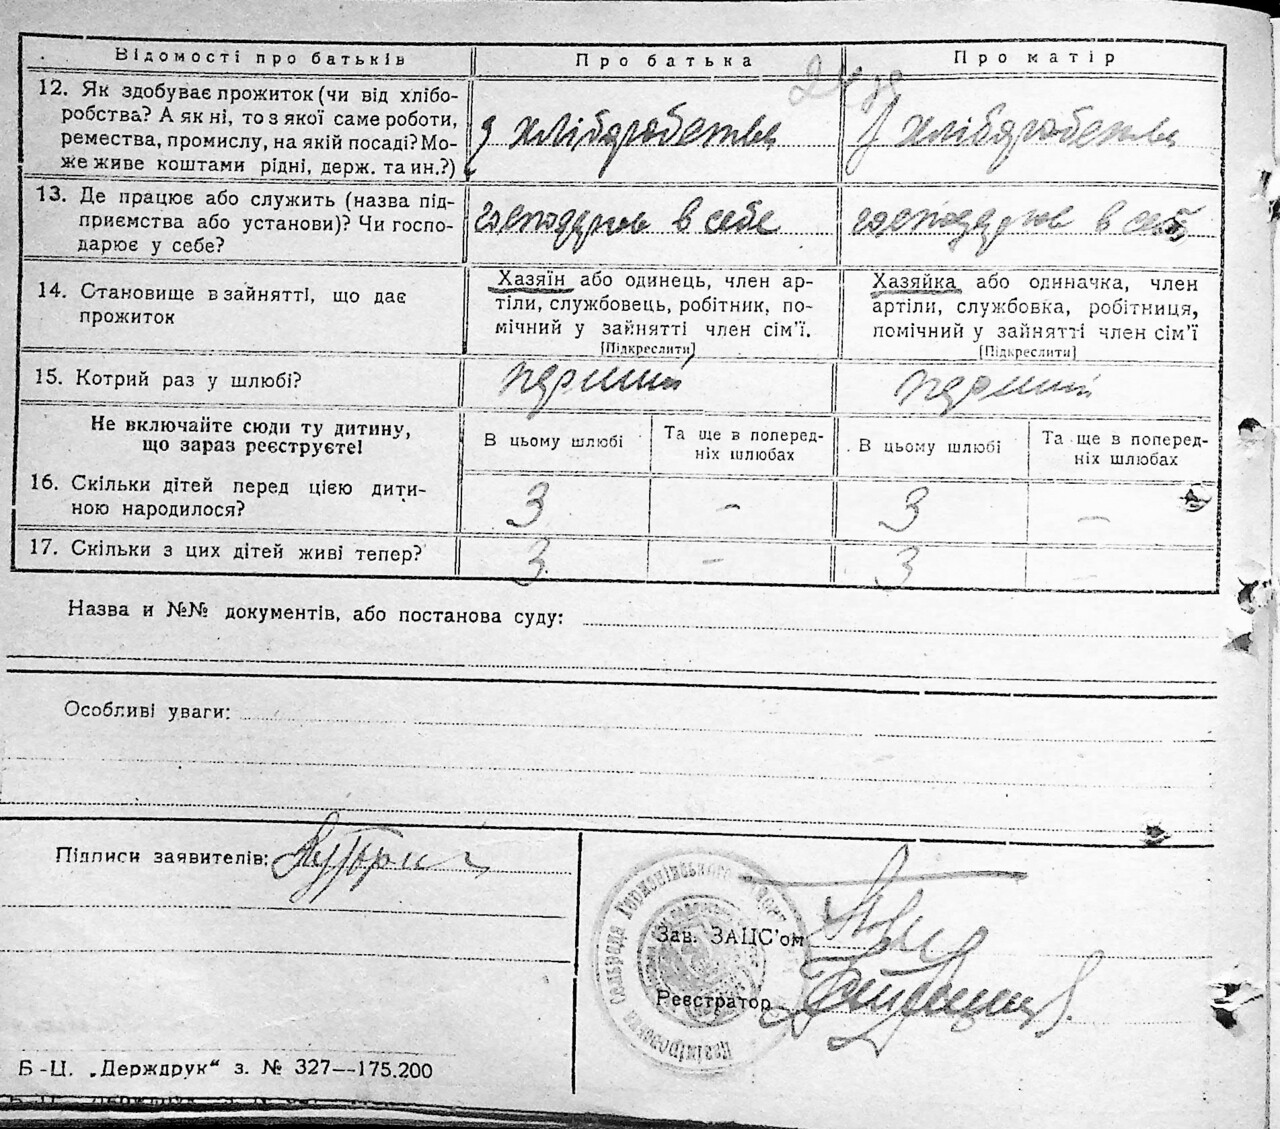 Відомості про батьків Про батька Про матір
12. Як здобуває прожиток (чи від хлібо-
робства? А як ні, то з якої саме роботи,
ремества, промислу, на якій посаді? Мо-
же живе коштами рідні, держ. та ин.?)
з хліборобства з хліборобства
13. Де працює або служить (назва під-
приємства або установи)? Чи госпо-
дарює у себе?
господарює в себе господарює в себе
14. Становище в зайнятті, що дає
прожиток
Хазяїн або одинець, член ар-
тіли, службовець, робітник, по-
мічний у зайнятті член сім'ї.
[Підкреслити]
Хазяйка або одиначка, член
артіли, службовка, робітниця,
помічний у зайнятті член сім'ї
[Підкреслити]
15. Котрий раз у шлюбі? перший перший
Не включайте сюди ту дитину,
що зараз реєструєте!
В цьому шлюбі
Та ще в поперед-
ніх шлюбах
В цьому шлюбі
Та ще в поперед-
ніх шлюбах
16. Скільки дітей перед цією дити-
ною народилося?
3 – 3 –
17. Скільки з цих дітей живі тепер? 3 – 3 –
Назва и №№ документів, або постанова суду:
Особливі уваги:
Підписи заявителів:
Зав. ЗАЦС'ом
Реєстратор
сельрада
Б-Ц. „Держдрук“ з. № 327—175.200